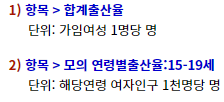 1) 항목 > 합계출산율
단위: 가임여성 1명당 명
2) 항목 > 모의 연령별출산율:15-19세
단위: 해당연령 여자인구 1천명당 명